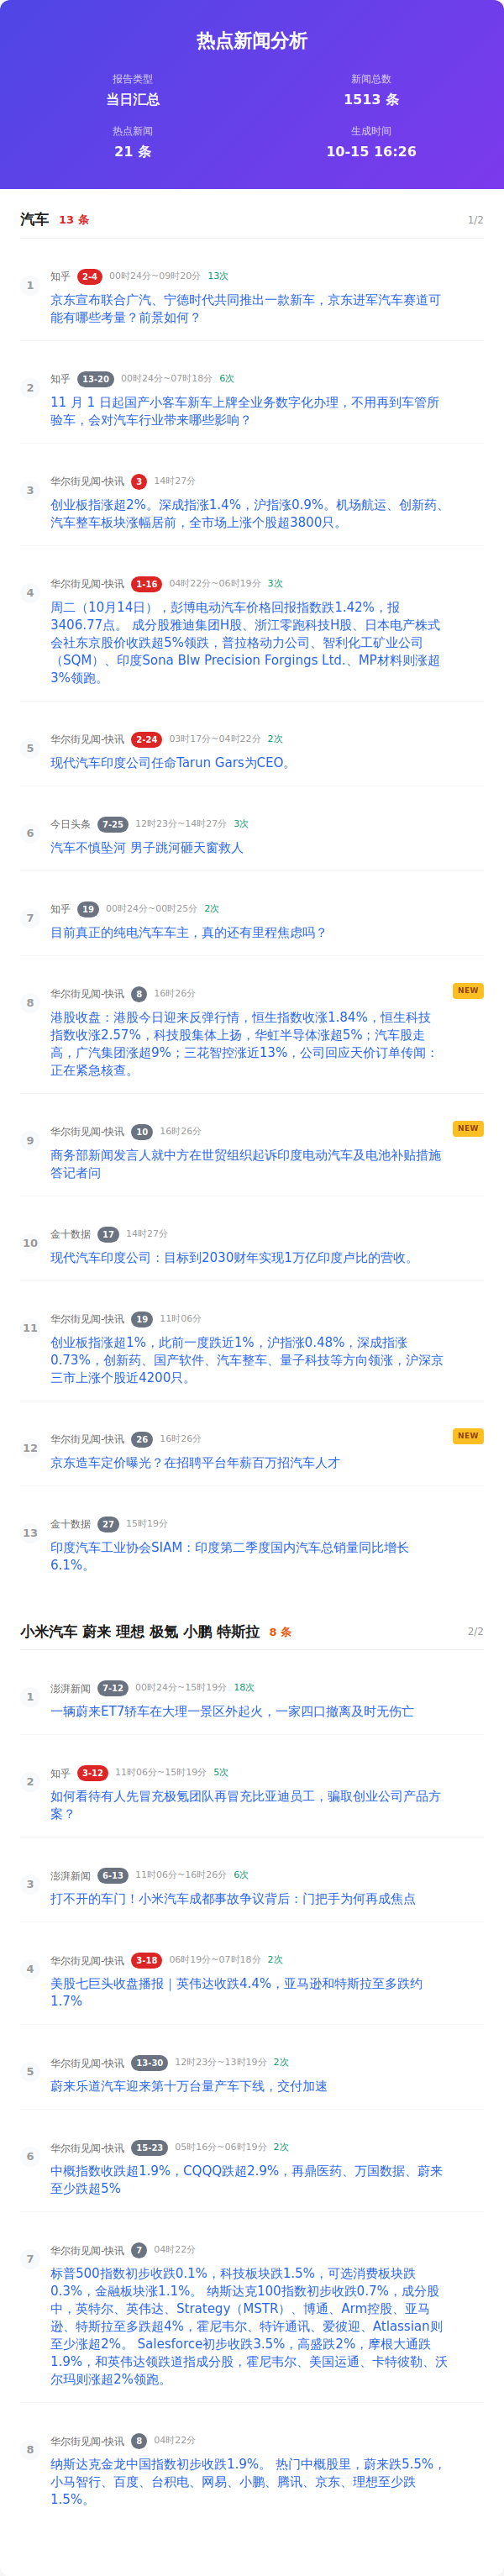 热点新闻分析
报告类型
新闻总数
当日汇总
1513 条
热点新闻
生成时间
21 条
10-15 16:26
汽车 13 条 1/2
1
知乎 2-4 00时24分~09时20分 13次
京东宣布联合广汽、宁德时代共同推出一款新车，京东进军汽车赛道可
能有哪些考量？前景如何？
2
知乎 13-20 00时24分~07时18分 6次
11 月 1 日起国产小客车新车上牌全业务数字化办理，不用再到车管所
验车，会对汽车行业带来哪些影响？
3
华尔街见闻-快讯 3 14时27分
创业板指涨超2%。深成指涨1.4%，沪指涨0.9%。机场航运、创新药、
汽车整车板块涨幅居前，全市场上涨个股超3800只。
4
华尔街见闻-快讯 1-16 04时22分~06时19分 3次
周二（10月14日），彭博电动汽车价格回报指数跌1.42%，报
3406.77点。 成分股雅迪集团H股、浙江零跑科技H股、日本电产株式
会社东京股价收跌超5%领跌，普拉格动力公司、智利化工矿业公司
（SQM）、印度Sona Blw Precision Forgings Ltd.、MP材料则涨超
3%领跑。
5
华尔街见闻-快讯 2-24 03时17分~04时22分 2次
现代汽车印度公司任命Tarun Gars为CEO。
6
今日头条 7-25 12时23分~14时27分 3次
汽车不慎坠河 男子跳河砸天窗救人
7
知乎 19 00时24分~00时25分 2次
目前真正的纯电汽车车主，真的还有里程焦虑吗？
8
华尔街见闻-快讯 8 16时26分 NEW
港股收盘：港股今日迎来反弹行情，恒生指数收涨1.84%，恒生科技
指数收涨2.57%，科技股集体上扬，华虹半导体涨超5%；汽车股走
高，广汽集团涨超9%；三花智控涨近13%，公司回应天价订单传闻：
正在紧急核查。
9
华尔街见闻-快讯 10 16时26分 NEW
商务部新闻发言人就中方在世贸组织起诉印度电动汽车及电池补贴措施
答记者问
10
金十数据 17 14时27分
现代汽车印度公司：目标到2030财年实现1万亿印度卢比的营收。
11
华尔街见闻-快讯 19 11时06分
创业板指涨超1%，此前一度跌近1%，沪指涨0.48%，深成指涨
0.73%，创新药、国产软件、汽车整车、量子科技等方向领涨，沪深京
三市上涨个股近4200只。
12
华尔街见闻-快讯 26 16时26分 NEW
京东造车定价曝光？在招聘平台年薪百万招汽车人才
13
金十数据 27 15时19分
印度汽车工业协会SIAM：印度第二季度国内汽车总销量同比增长
6.1%。
小米汽车 蔚来 理想 极氪 小鹏 特斯拉 8 条 2/2
1
澎湃新闻 7-12 00时24分~15时19分 18次
一辆蔚来ET7轿车在大理一景区外起火，一家四口撤离及时无伤亡
2
知乎 3-12 11时06分~15时19分 5次
如何看待有人先冒充极氪团队再冒充比亚迪员工，骗取创业公司产品方
案？
3
澎湃新闻 6-13 11时06分~16时26分 6次
打不开的车门！小米汽车成都事故争议背后：门把手为何再成焦点
4
华尔街见闻-快讯 3-18 06时19分~07时18分 2次
美股七巨头收盘播报｜英伟达收跌4.4%，亚马逊和特斯拉至多跌约
1.7%
5
华尔街见闻-快讯 13-30 12时23分~13时19分 2次
蔚来乐道汽车迎来第十万台量产车下线，交付加速
6
华尔街见闻-快讯 15-23 05时16分~06时19分 2次
中概指数收跌超1.9%，CQQQ跌超2.9%，再鼎医药、万国数据、蔚来
至少跌超5%
7
华尔街见闻-快讯 7 04时22分
标普500指数初步收跌0.1%，科技板块跌1.5%，可选消费板块跌
0.3%，金融板块涨1.1%。 纳斯达克100指数初步收跌0.7%，成分股
中，英特尔、英伟达、Strategy（MSTR）、博通、Arm控股、亚马
逊、特斯拉至多跌超4%，霍尼韦尔、特许通讯、爱彼迎、Atlassian则
至少涨超2%。 Salesforce初步收跌3.5%，高盛跌2%，摩根大通跌
1.9%，和英伟达领跌道指成分股，霍尼韦尔、美国运通、卡特彼勒、沃
尔玛则涨超2%领跑。
8
华尔街见闻-快讯 8 04时22分
纳斯达克金龙中国指数初步收跌1.9%。 热门中概股里，蔚来跌5.5%，
小马智行、百度、台积电、网易、小鹏、腾讯、京东、理想至少跌
1.5%。